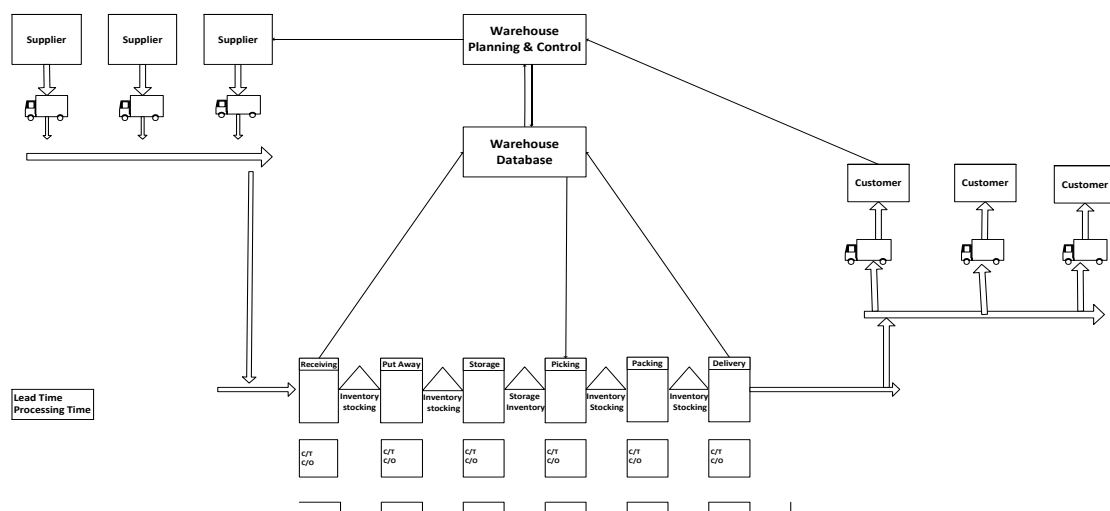 Supplier
Supplier
Supplier
Warehouse
Planning & Control
Warehouse
Database
Customer
Customer
Customer
Receiving
Put Away
Storage
Picking
Packing
Delivery
Inventory
stocking
Inventory
stocking
Storage
Inventory
Inventory
Stocking
Inventory
Stocking
Lead Time
Processing Time
C/T
C/O
C/T
C/O
C/T
C/O
C/T
C/O
C/T
C/O
C/T
C/O